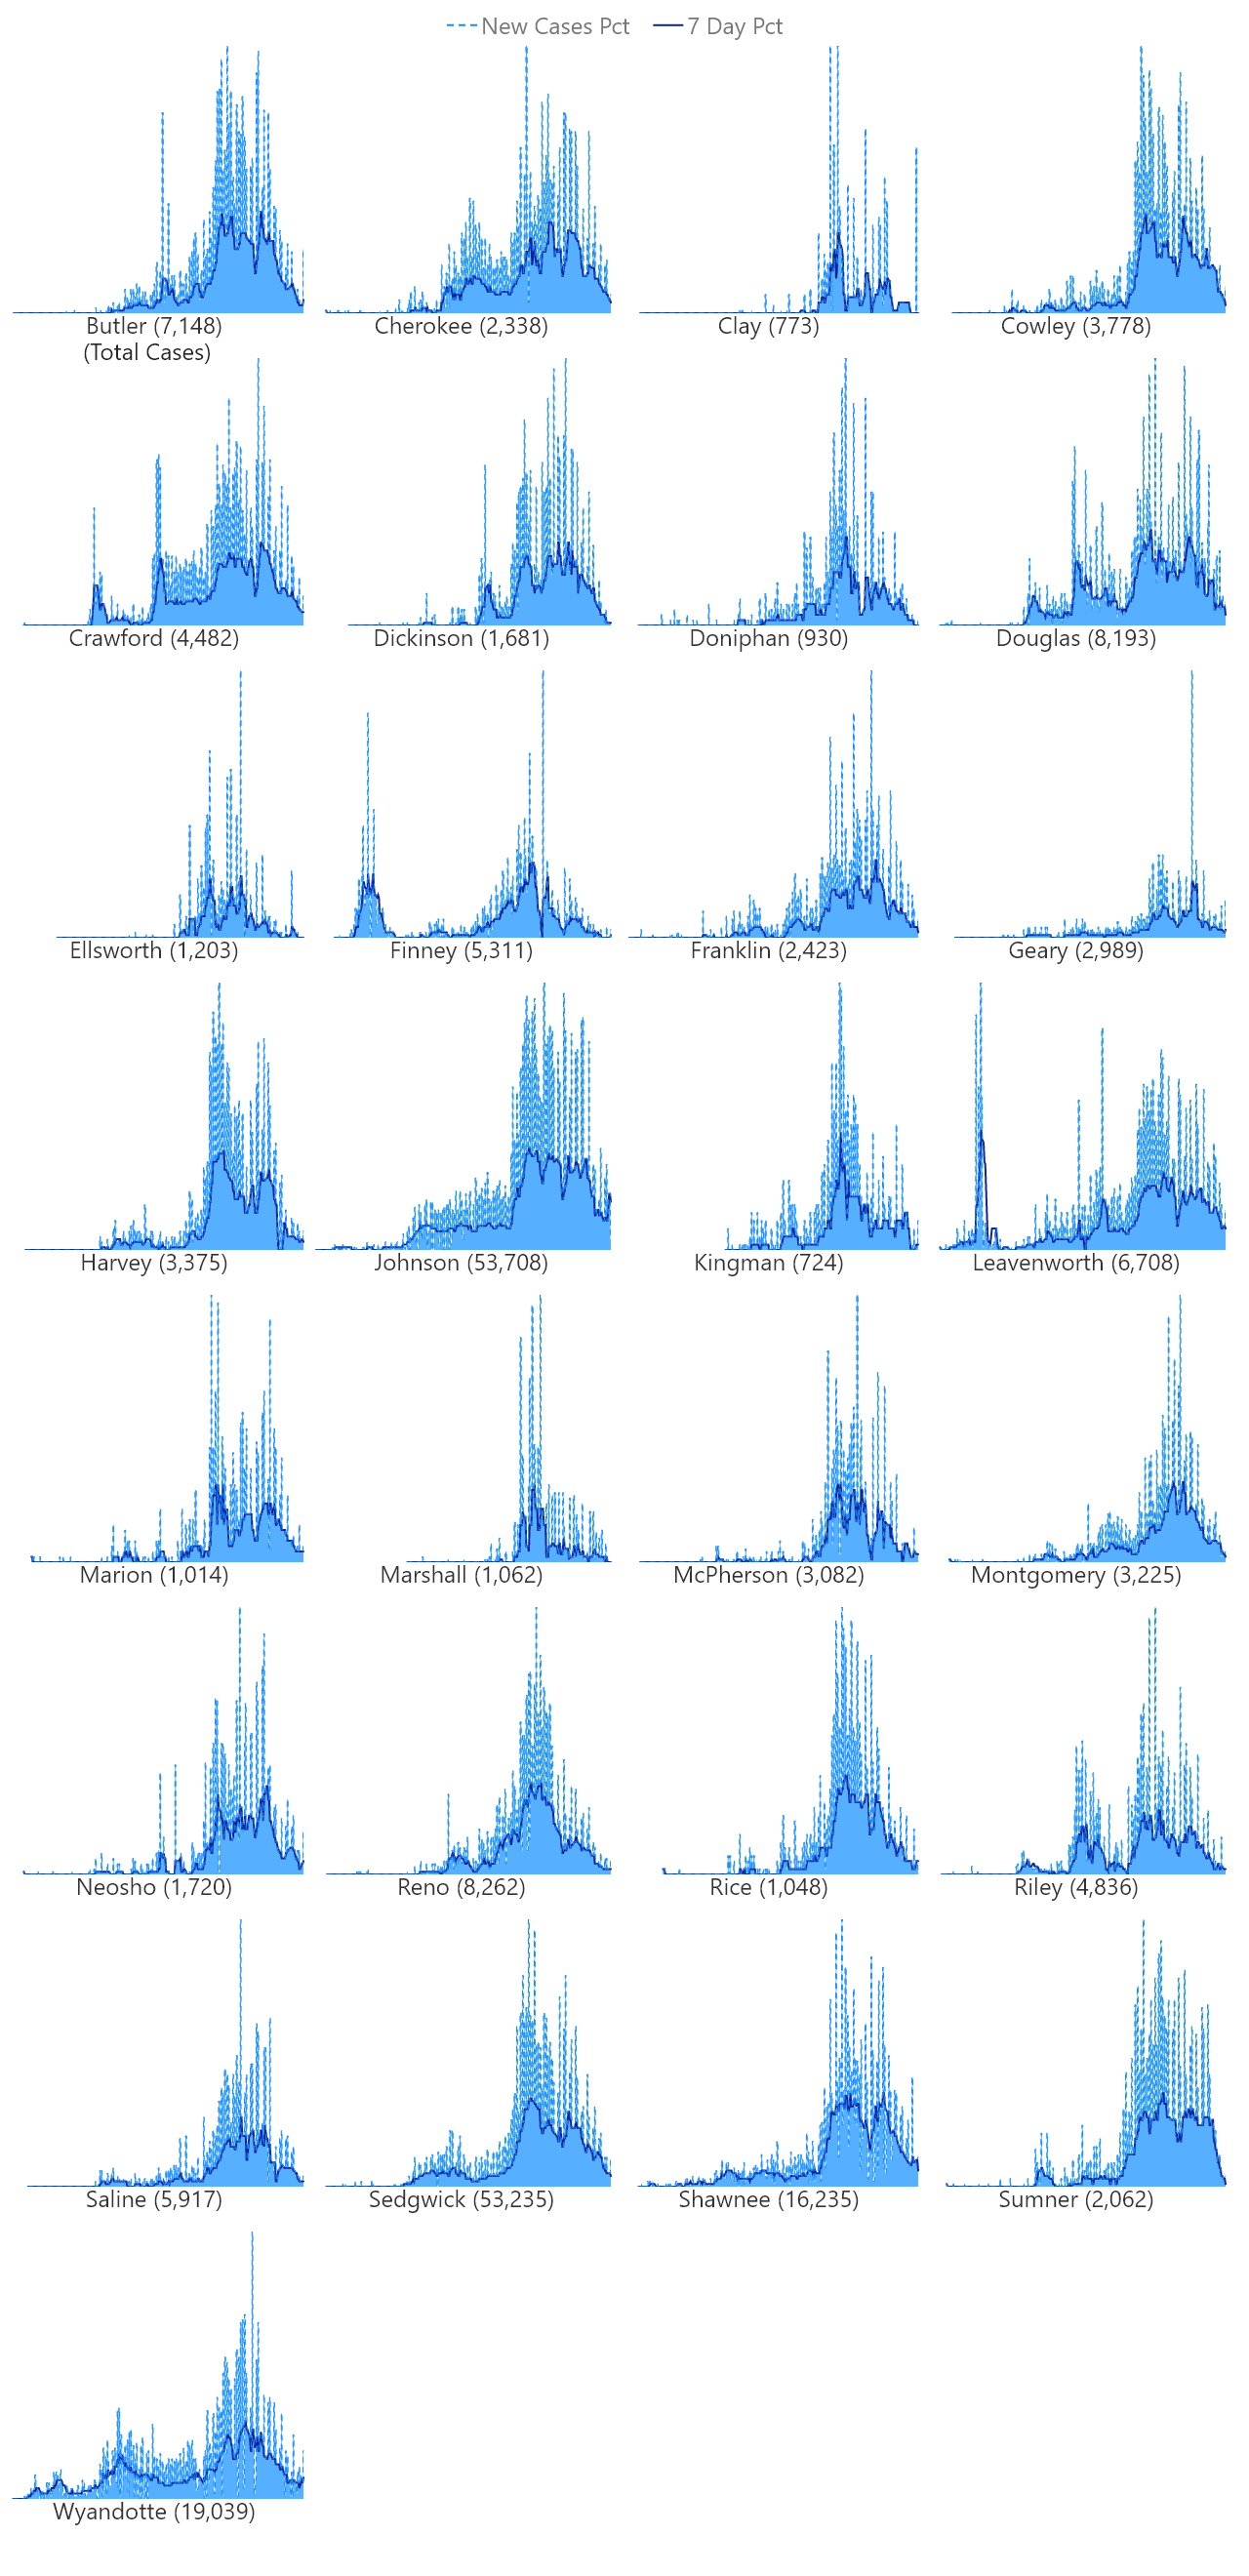 New Cases Pct 7 Day Pct
Butler (7,148) Cherokee (2,338) Clay (773) Cowley (3,778)
(Total Cases)
Crawford (4,482) Dickinson (1,681) Doniphan (930) Douglas (8,193)
Ellsworth (1,203) Finney (5,311) Franklin (2,423) Geary (2,989)
Harvey (3,375) Johnson (53,708) Kingman (724) Leavenworth (6,708)
Marion (1,014) Marshall (1,062) McPherson (3,082) Montgomery (3,225)
Neosho (1,720) Reno (8,262) Rice (1,048) Riley (4,836)
Saline (5,917) Sedgwick (53,235) Shawnee (16,235) Sumner (2,062)
Wyandotte (19,039)